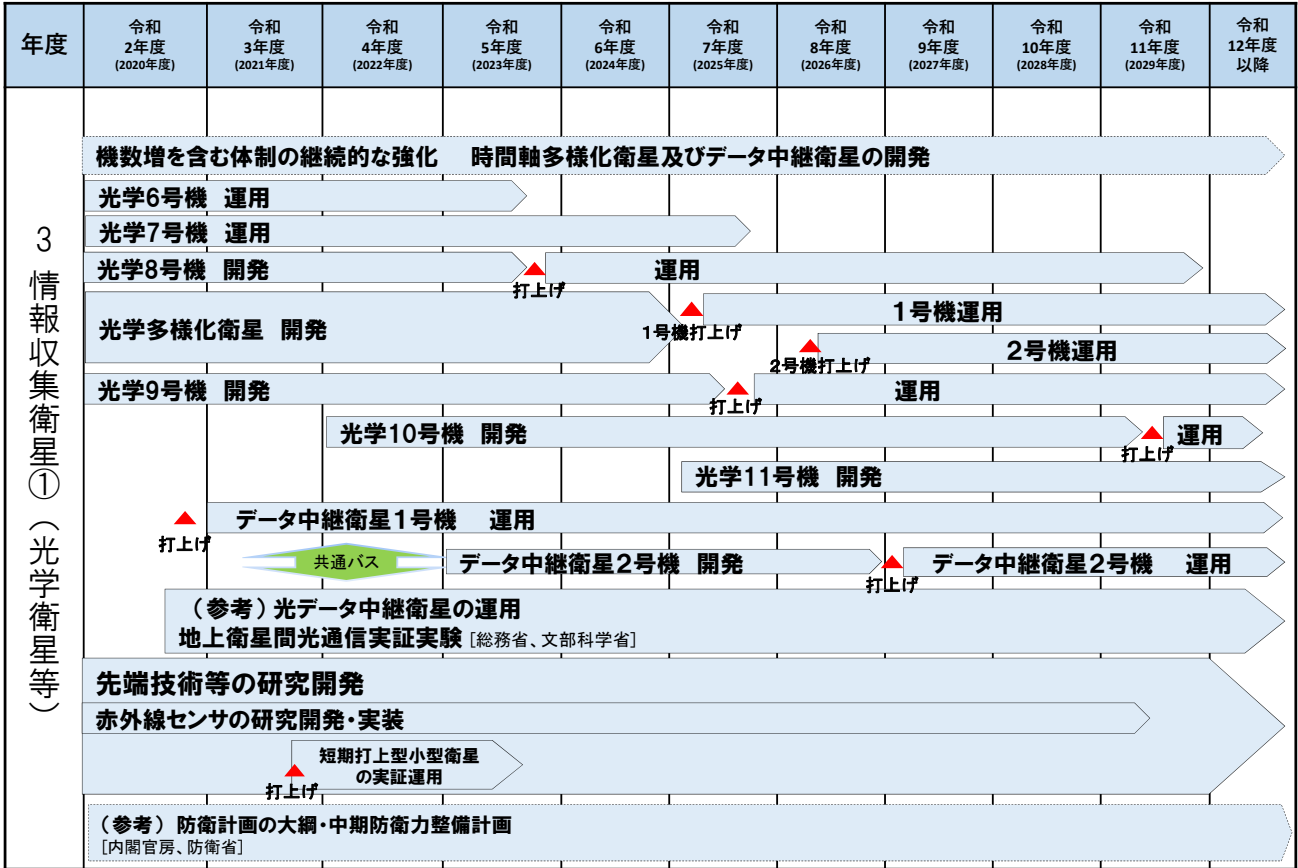 年度
令和
2年度
(2020年度)
令和
3年度
(2021年度)
令和
4年度
(2022年度)
令和
5年度
(2023年度)
令和
6年度
(2024年度)
令和
7年度
(2025年度)
令和
8年度
(2026年度)
令和
9年度
(2027年度)
令和
10年度
(2028年度)
令和
11年度
(2029年度)
令和
12年度
以降
3 情報収集衛星①(光学衛星等)
機数増を含む体制の継続的な強化 時間軸多様化衛星及びデータ中継衛星の開発
光学6号機 運用
光学7号機 運用
光学8号機 開発
打上げ
運用
光学多様化衛星 開発
1号機打上げ
1号機運用
2号機打上げ
2号機運用
光学9号機 開発
打上げ
運用
光学10号機 開発
打上げ
運用
光学11号機 開発
打上げ
データ中継衛星1号機 運用
共通バス
データ中継衛星2号機 開発
打上げ
データ中継衛星2号機 運用
(参考)光データ中継衛星の運用
地上衛星間光通信実証実験 [総務省、文部科学省]
先端技術等の研究開発
赤外線センサの研究開発・実装
打上げ
短期打上型小型衛星
の実証運用
(参考) 防衛計画の大綱・中期防衛力整備計画
[内閣官房、防衛省]